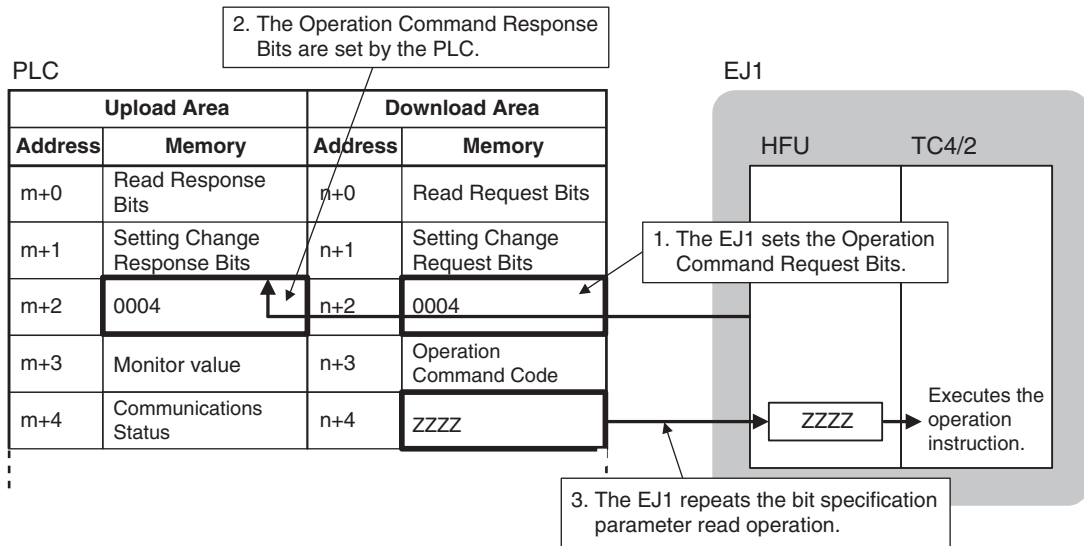 2. The Operation Command Response
Bits are set by the PLC.
PLC
EJ1
Upload Area Download Area
Address Memory Address Memory
HFU TC4/2
m+0 Read Response
Bits n+0 Read Request Bits
m+1 Setting Change
Response Bits n+1 Setting Change
Request Bits
1. The EJ1 sets the Operation
Command Request Bits.
m+2 0004 n+2 0004
m+3 Monitor value n+3 Operation
Command Code
m+4 Communications
Status n+4 ZZZZ
ZZZZ
Executes the
operation
instruction.
3. The EJ1 repeats the bit specification
parameter read operation.